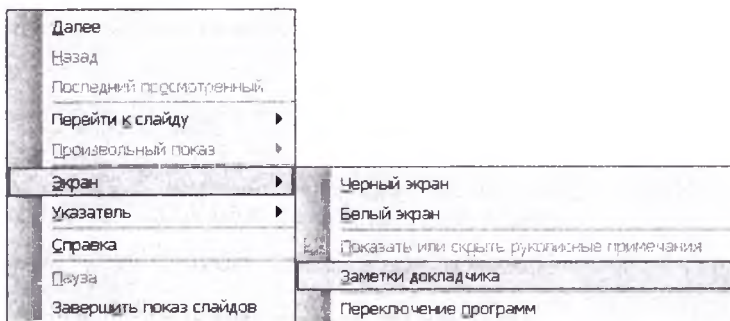 Далее
Назад
Последний просмотренный
Перейти к слайду
Произвольный показ
Экран
Указатель
Справка
Пауза
Завершить показ слайдов
Черный экран
Белый экран
Показать или скрыть рукописные примечания
Заметки докладчика
Переключение программ